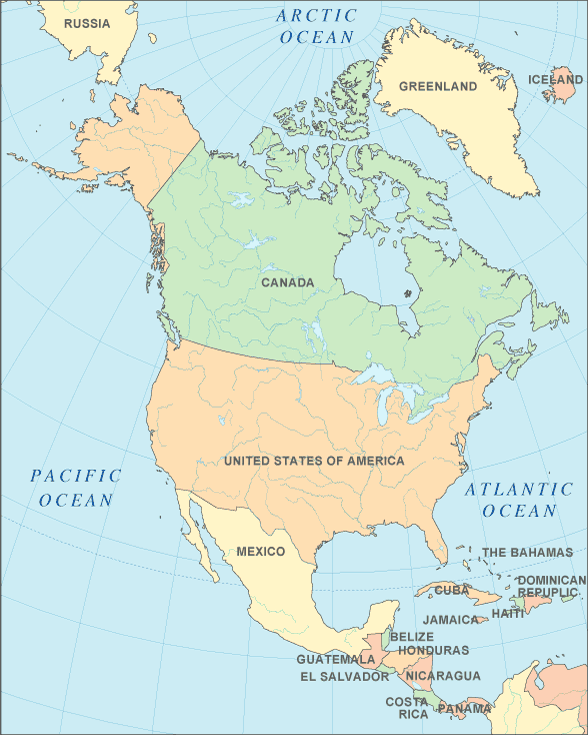 RUSSIA
ARCTIC
OCEAN
GREENLAND
ICELAND
CANADA
UNITED STATES OF AMERICA
PACIFIC
OCEAN
ATLANTIC
OCEAN
MEXICO
THE BAHAMAS
CUBA
DOMINICAN
REPUPLIC
HAITI
JAMAICA
BELIZE
HONDURAS
GUATEMALA
EL SALVADOR
NICARAGUA
COSTA
RICA
PANAMA